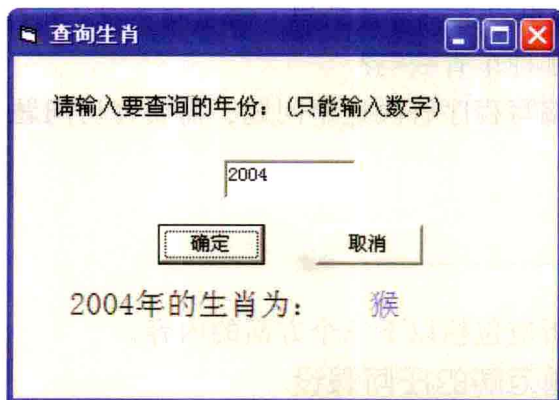 查询生肖
请输入要查询的年份：(只能输入数字)
2004
确定
取消
2004年的生肖为： 猴